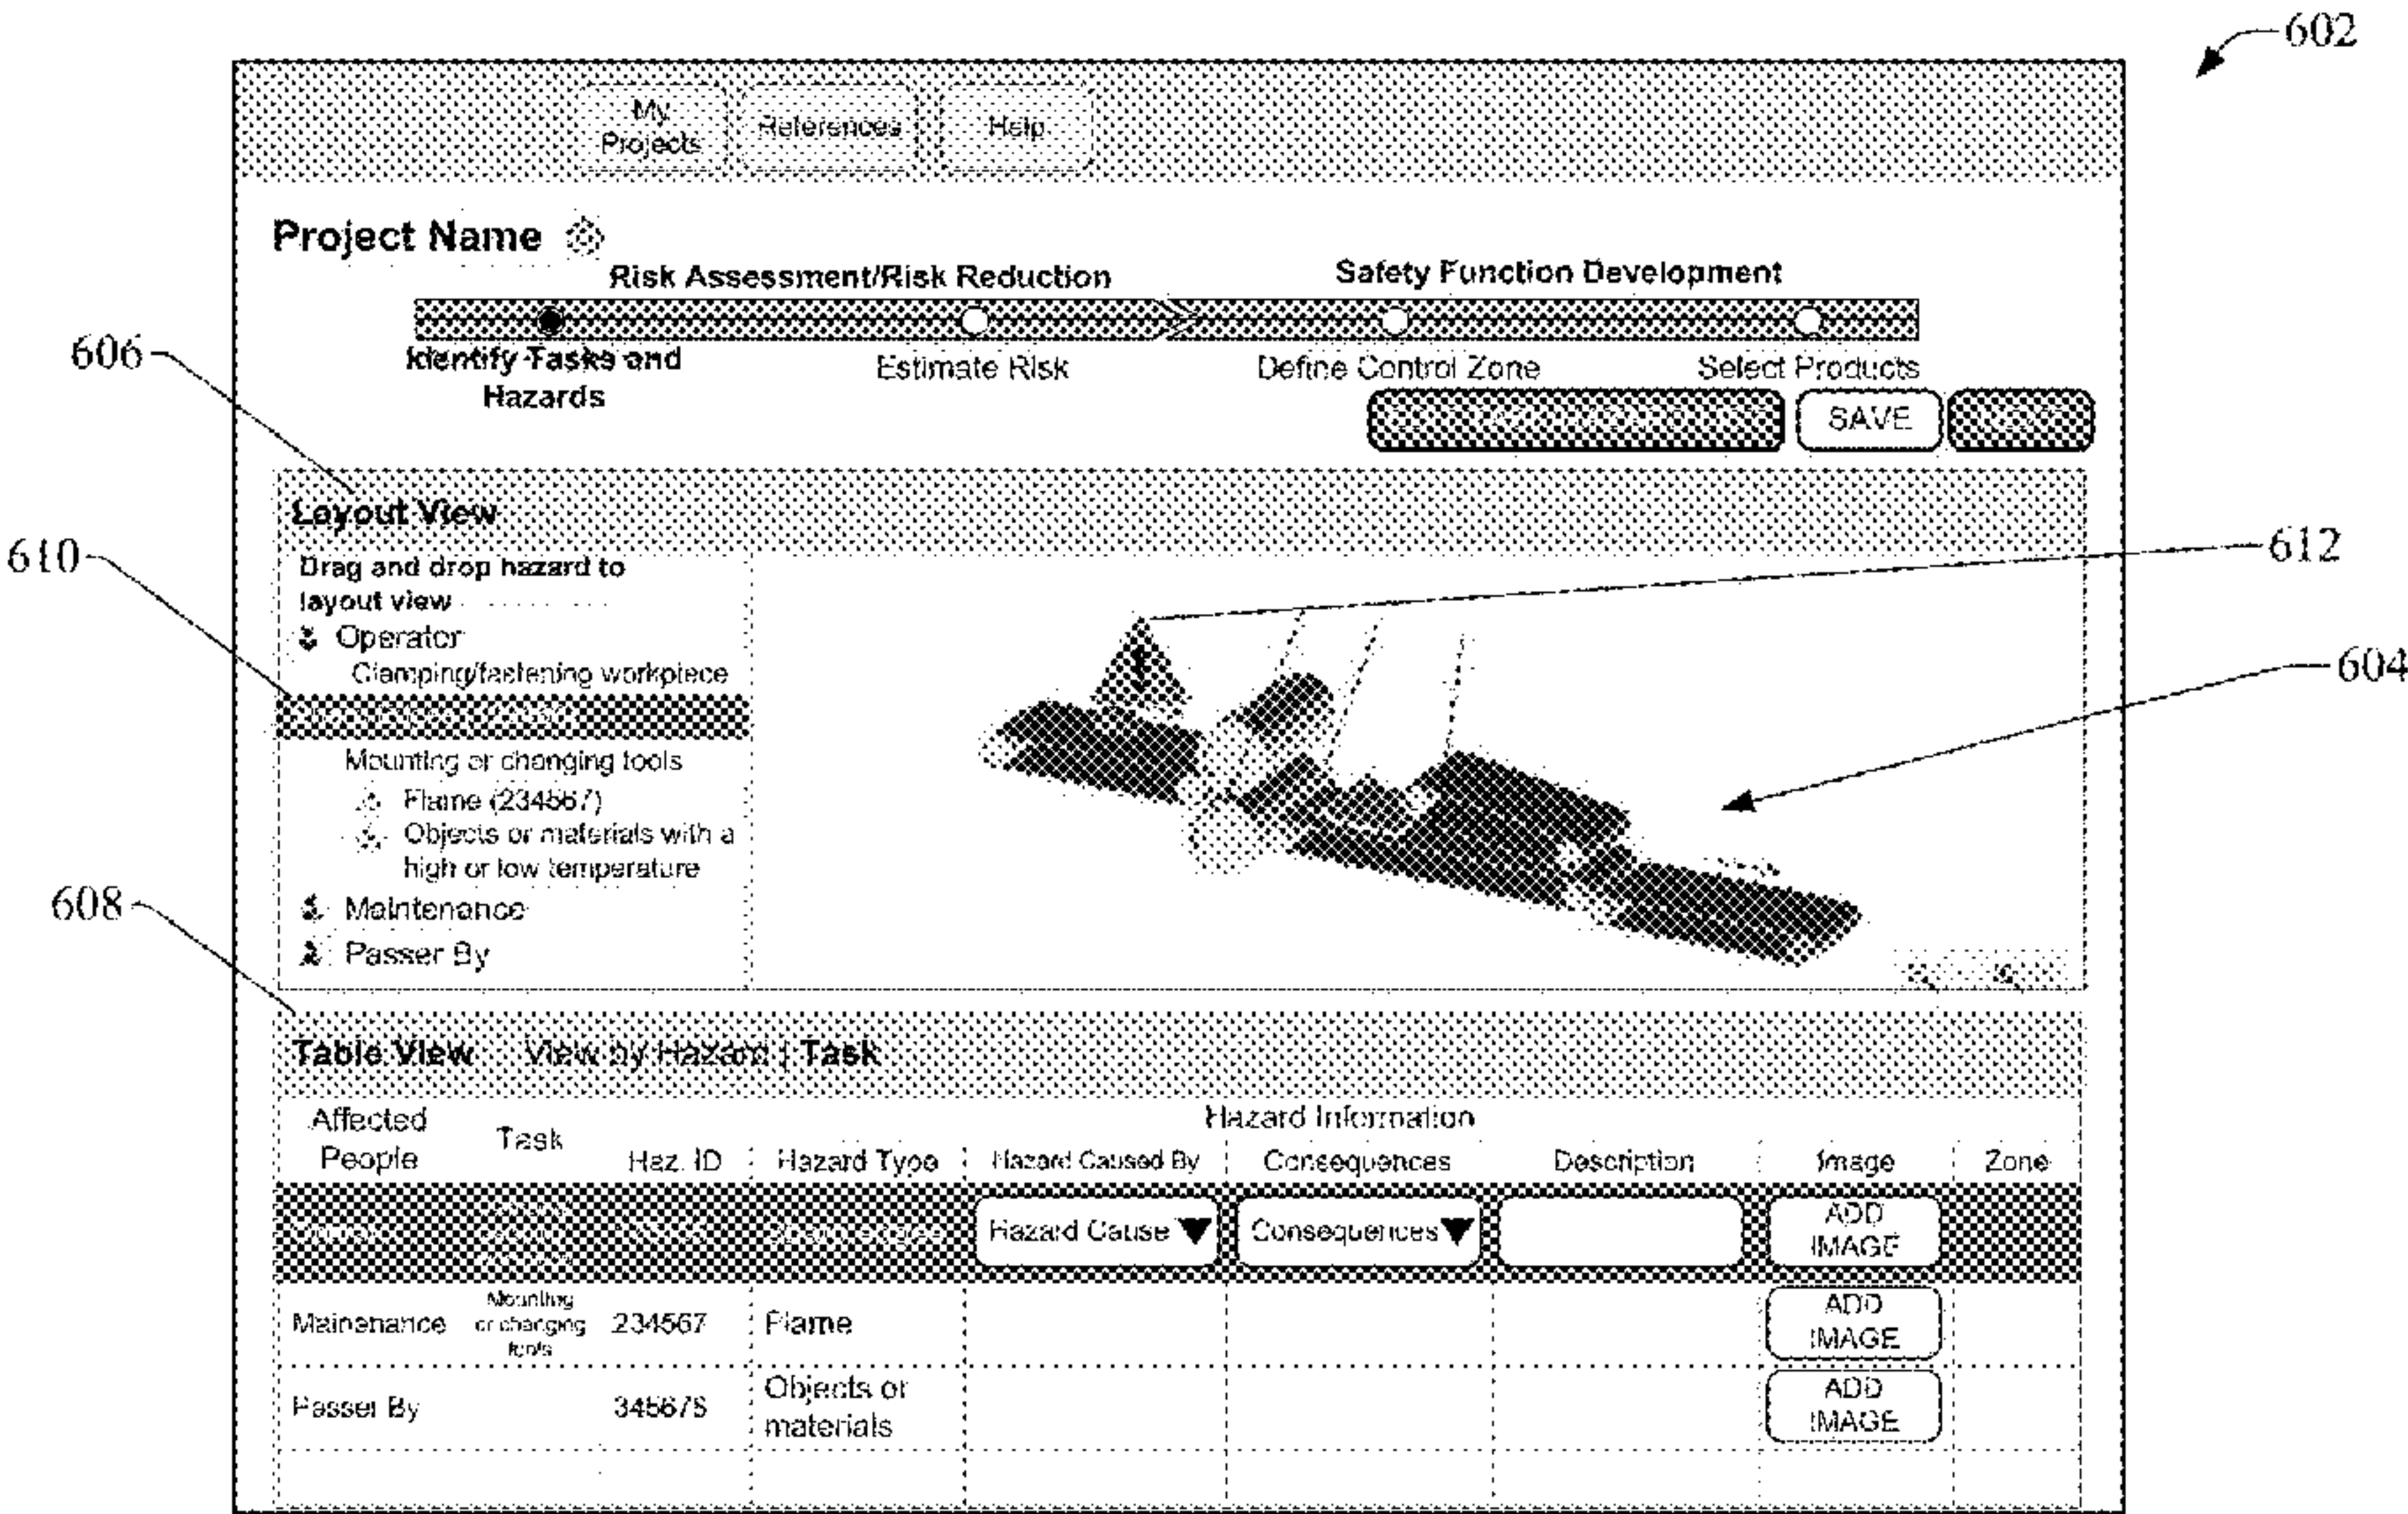 602
My
Projects
References
Help
Project Name
Risk Assessment/Risk Reduction
Safety Function Development
606
Identify Tasks and
Hazards
Estimate Risk
Define Control Zone
Select Products
SAVE
Layout View
610
612
Drag and drop hazard to
layout view
Operator
Clamping/fastening workpiece
604
Mounting or changing tools
Flame (234567)
Objects or materials with a
high or low temperature
608
Maintenance
Passer By
Table View View by Hazard | Task
Affected
People
Task
Hazard Information
Haz. ID
Hazard Type
Hazard Caused By
Consequences
Description
Image
Zone
Hazard Cause
Consequences
ADD
IMAGE
Mainenance
Mounting
or changing
tools
234567
Flame
ADD
IMAGE
Passer By
345678
Objects or
materials
ADD
IMAGE